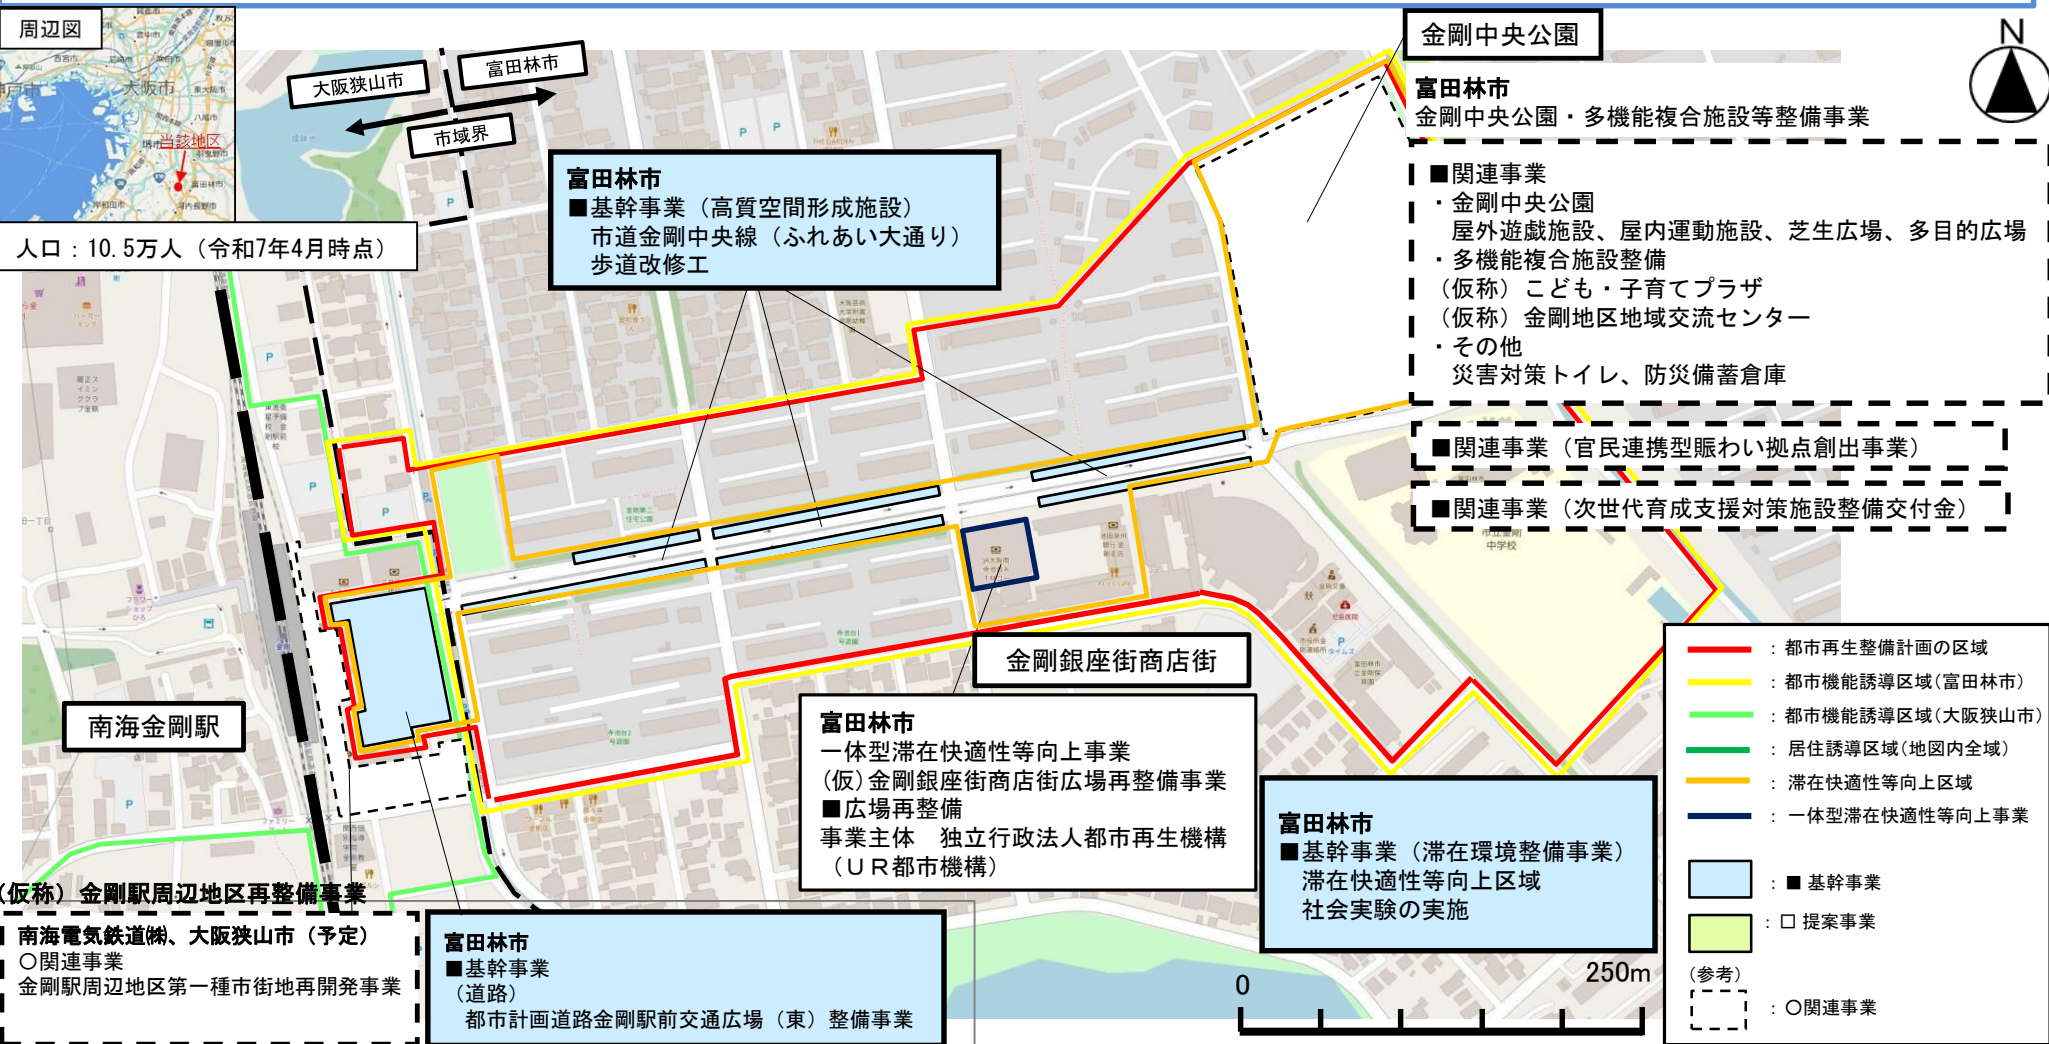 周辺図
当該地区
人口：10.5万人（令和7年4月時点）
大阪狭山市
富田林市
市域界
富田林市
■基幹事業（高質空間形成施設）
市道金剛中央線（ふれあい大通り）
歩道改修工
金剛中央公園
N
富田林市
金剛中央公園・多機能複合施設等整備事業
■関連事業
・金剛中央公園
屋外遊戯施設、屋内運動施設、芝生広場、多目的広場
・多機能複合施設整備
（仮称）こども・子育てプラザ
（仮称）金剛地区地域交流センター
・その他
災害対策トイレ、防災備蓄倉庫
■関連事業（官民連携型賑わい拠点創出事業）
■関連事業（次世代育成支援対策施設整備交付金）
市立金剛
中学校
南海金剛駅
金剛銀座街商店街
富田林市
一体型滞在快適性等向上事業
(仮)金剛銀座街商店街広場再整備事業
■広場再整備
事業主体　独立行政法人都市再生機構
（ＵＲ都市機構）
富田林市
■基幹事業（滞在環境整備事業）
滞在快適性等向上区域
社会実験の実施
（仮称）金剛駅周辺地区再整備事業
南海電気鉄道㈱、大阪狭山市（予定）
〇関連事業
金剛駅周辺地区第一種市街地再開発事業
富田林市
■基幹事業
（道路）
都市計画道路金剛駅前交通広場（東）整備事業
0
250m
：都市再生整備計画の区域
：都市機能誘導区域(富田林市)
：都市機能誘導区域(大阪狭山市)
：居住誘導区域(地図内全域)
：滞在快適性等向上区域
：一体型滞在快適性等向上事業
：■ 基幹事業
：□ 提案事業
（参考）
：〇関連事業